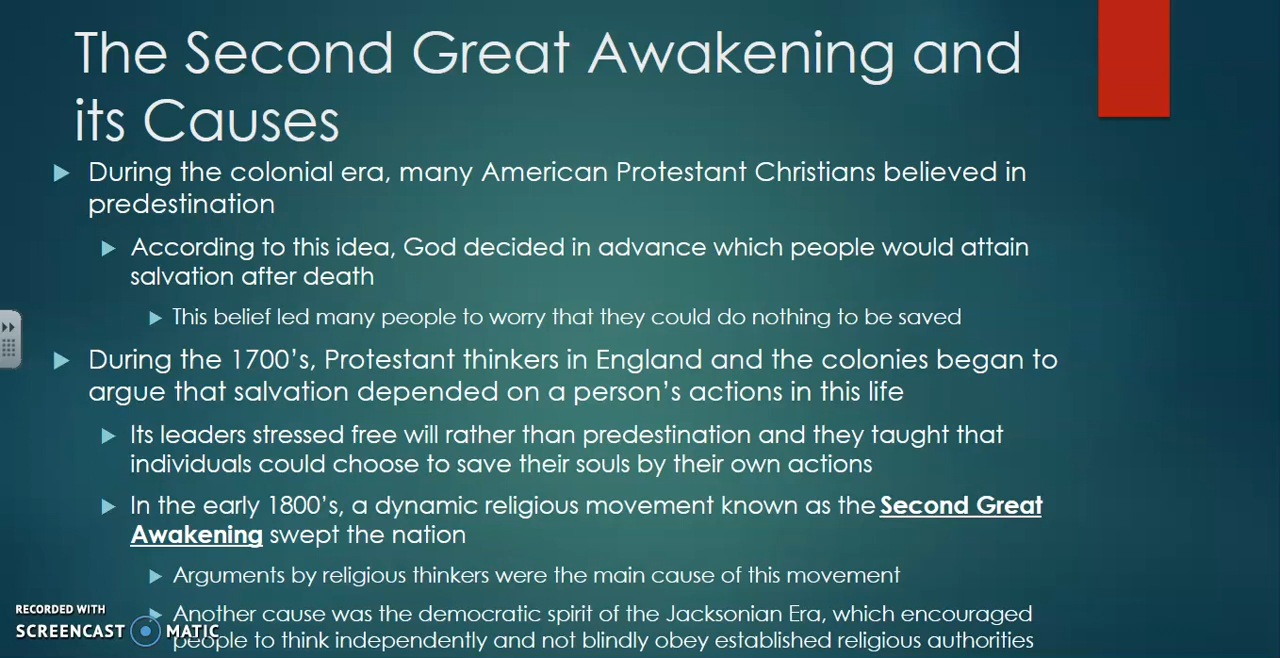 The Second Great Awakening and
its Causes
During the colonial era, many American Protestant Christians believed in
predestination
According to this idea, God decided in advance which people would attain
salvation after death
This belief led many people to worry that they could do nothing to be saved
During the 1700's, Protestant thinkers in England and the colonies began to
argue that salvation depended on a person's actions in this life
Its leaders stressed free will rather than predestination and they taught that
individuals could choose to save their souls by their own actions
In the early 1800's, a dynamic religious movement known as the Second Great
Awakening swept the nation
Arguments by religious thinkers were the main cause of this movement
Another cause was the democratic spirit of the Jacksonian Era, which encouraged
people to think independently and not blindly obey established religious authorities
RECORDED WITH
SCREENCAST MATIC